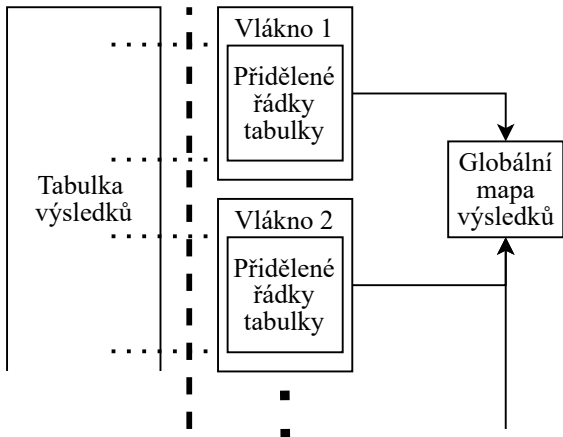 Tabulka
výsledků
Vlákno 1
Přidělené
řádky
tabulky
Vlákno 2
Přidělené
řádky
tabulky
Globální
mapa
výsledků